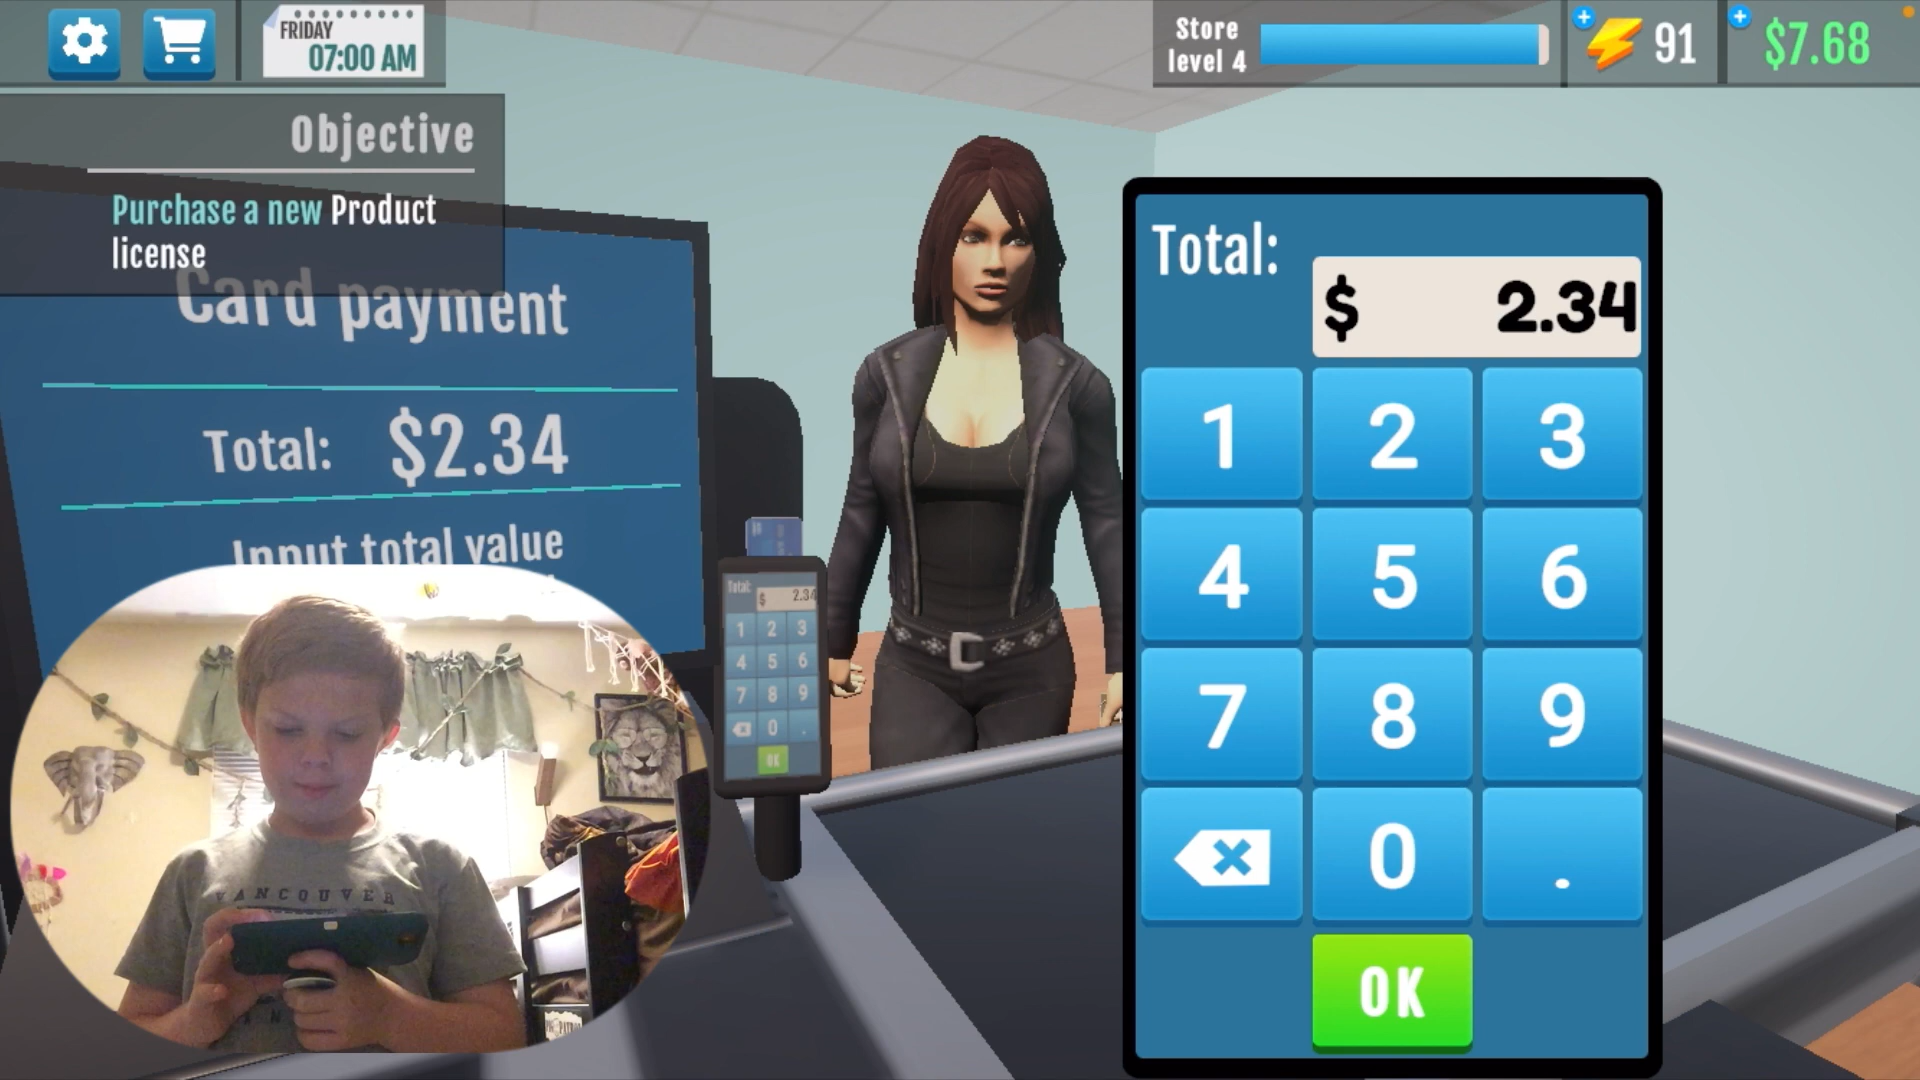 FRIDAY
07:00 AM
Store
level 4
91
$7.68
Objective
Purchase a new Product
license
Card payment
Total: $2.34
Input total value
Total:
$ 2.34
1 2 3
4 5 6
7 8 9
0 .
OK
Total:
$ 2.34
1 2 3
4 5 6
7 8 9
0 .
OK
VANCOUVER